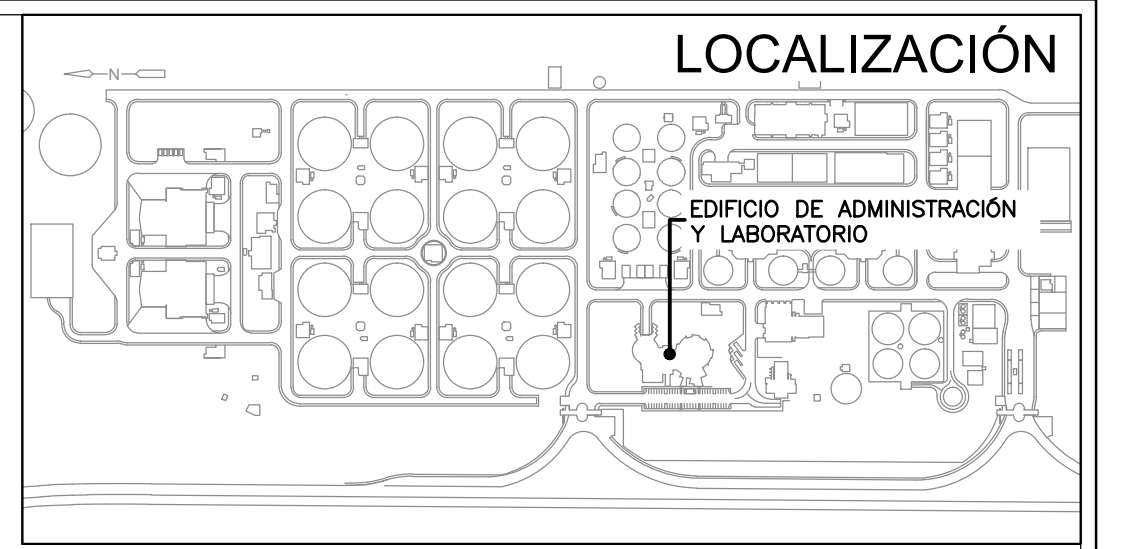 LOCALIZACIÓN
N
EDIFICIO DE ADMINISTRACIÓN
Y LABORATORIO